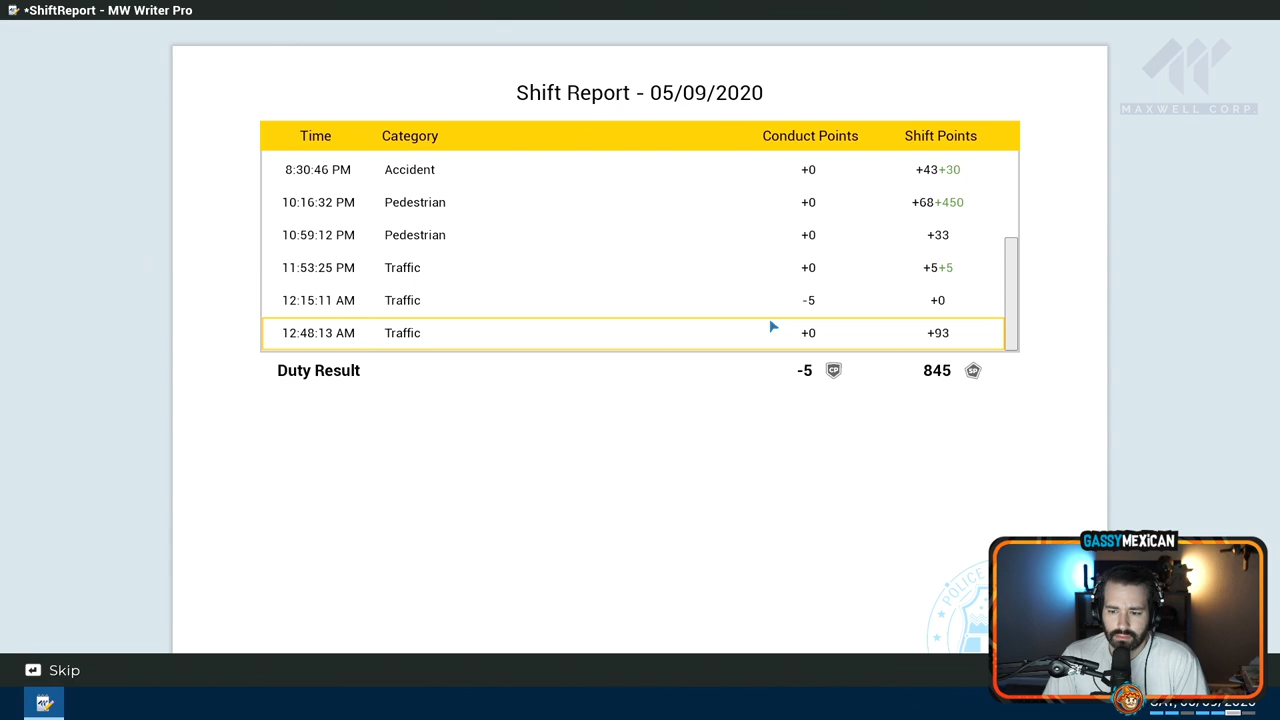 *ShiftReport - MW Writer Pro
MAXWELL CORP
Shift Report - 05/09/2020
Time Category Conduct Points Shift Points
8:30:46 PM Accident +0 +43+30
10:16:32 PM Pedestrian +0 +68+450
10:59:12 PM Pedestrian +0 +33
11:53:25 PM Traffic +0 +5+5
12:15:11 AM Traffic -5 +0
12:48:13 AM Traffic +0 +93
Duty Result -5 CP 845 SP
POLICE
GASSYMEXICAN
Skip